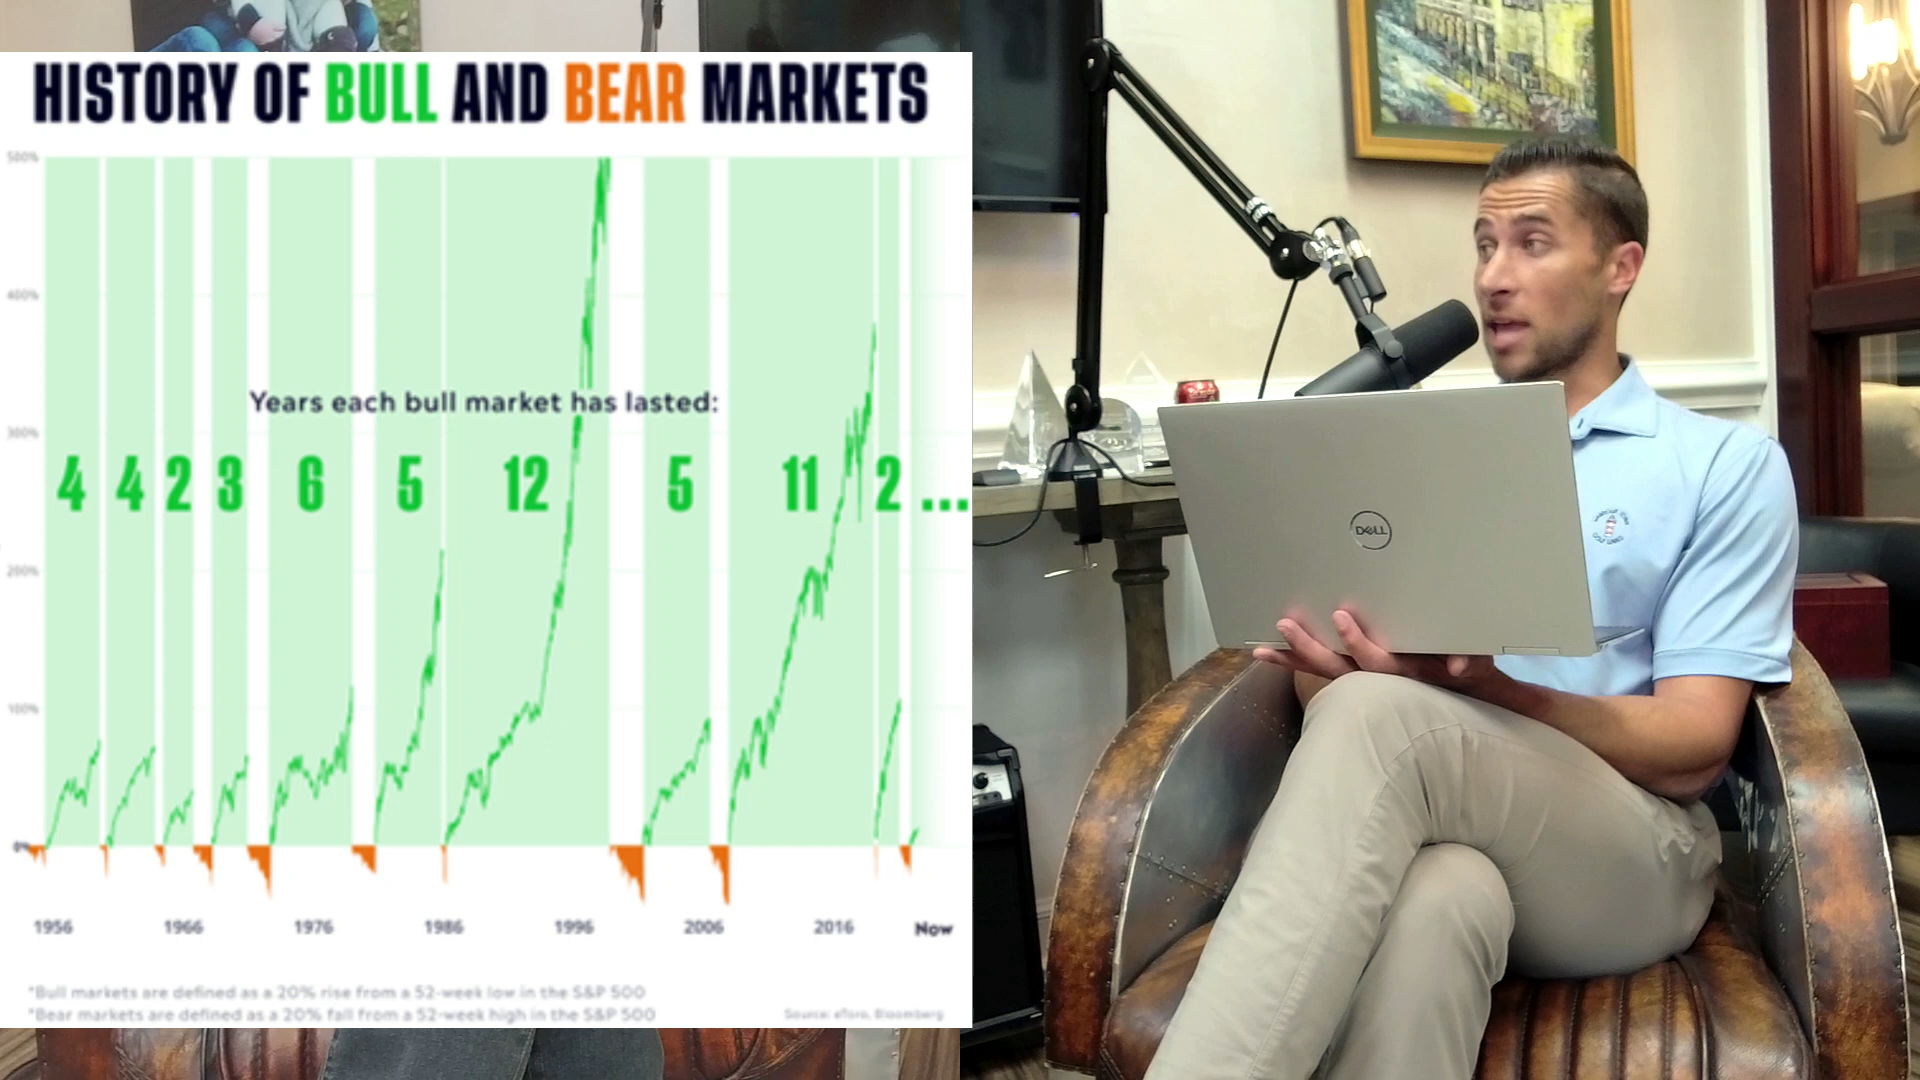 HISTORY OF BULL AND BEAR MARKETS
500%
400%
Years each bull market has lasted:
300%
4 4 2 3 6 5 12 5 11 2 ...
200%
100%
0%
1956 1966 1976 1986 1996 2006 2016 Now
*Bull markets are defined as a 20% rise from a 52-week low in the S&P 500
*Bear markets are defined as a 20% fall from a 52-week high in the S&P 500
Source: eToro, Bloomberg
DELL